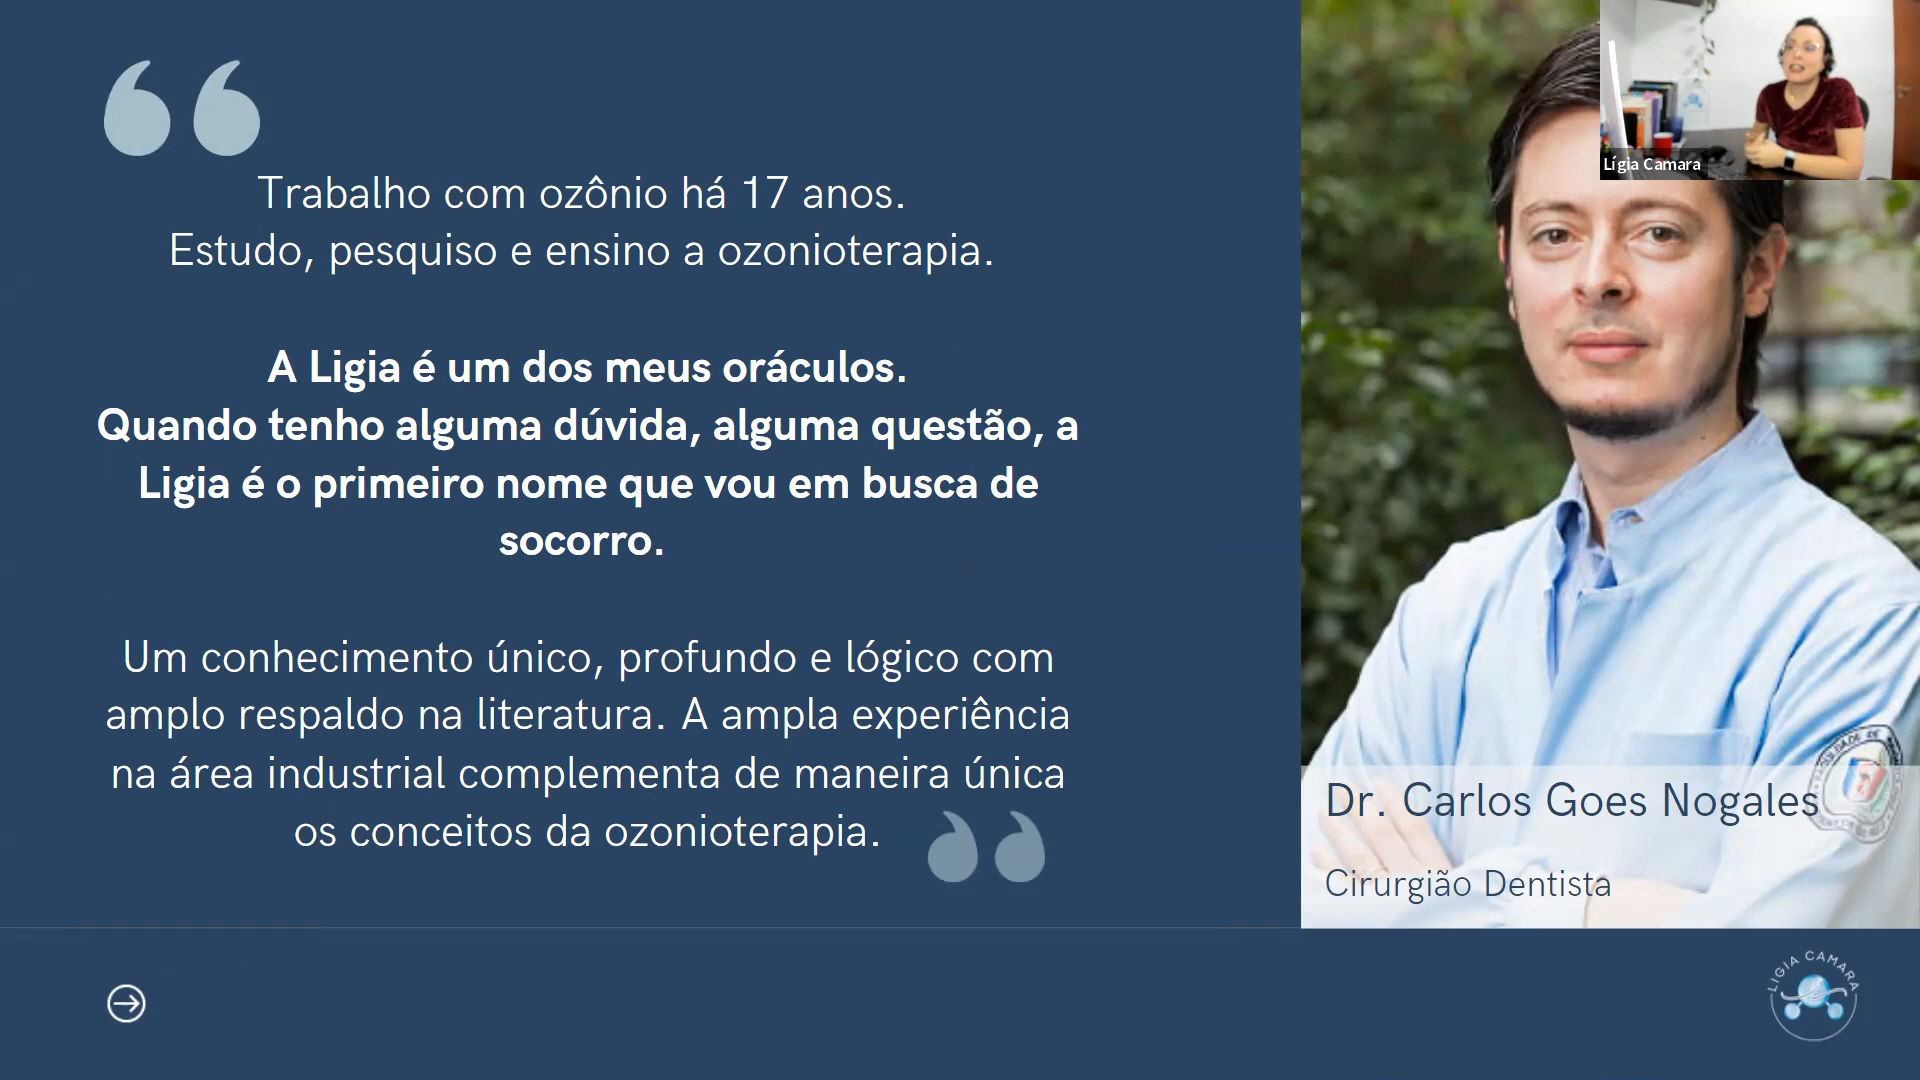 Trabalho com ozônio há 17 anos.
Estudo, pesquiso e ensino a ozonioterapia.
A Ligia é um dos meus oráculos.
Quando tenho alguma dúvida, alguma questão, a
Ligia é o primeiro nome que vou em busca de
socorro.
Um conhecimento único, profundo e lógico com
amplo respaldo na literatura. A ampla experiência
na área industrial complementa de maneira única
os conceitos da ozonioterapia.
Lígia Camara
Dr. Carlos Goes Nogales
Cirurgião Dentista
LIGIA CAMARA